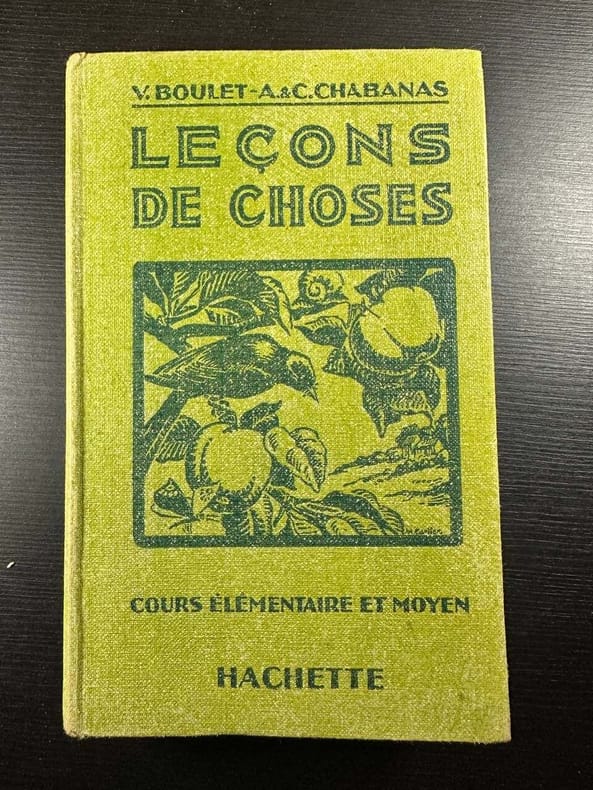 V. BOULET - A. & C. CHABANAS
LEÇONS
DE CHOSES
COURS ÉLÉMENTAIRE ET MOYEN
HACHETTE